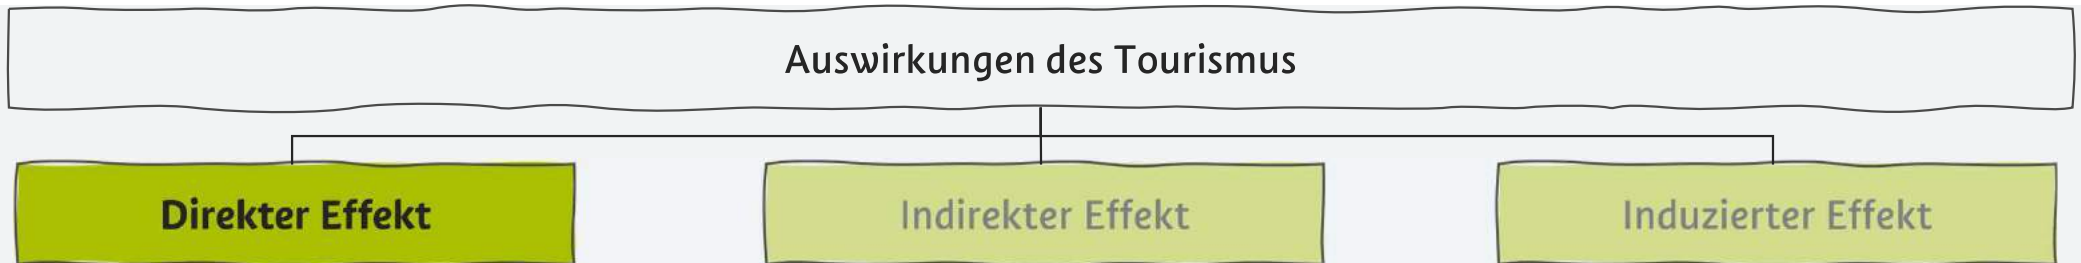 Auswirkungen des Tourismus
Direkter Effekt
Indirekter Effekt
Induzierter Effekt